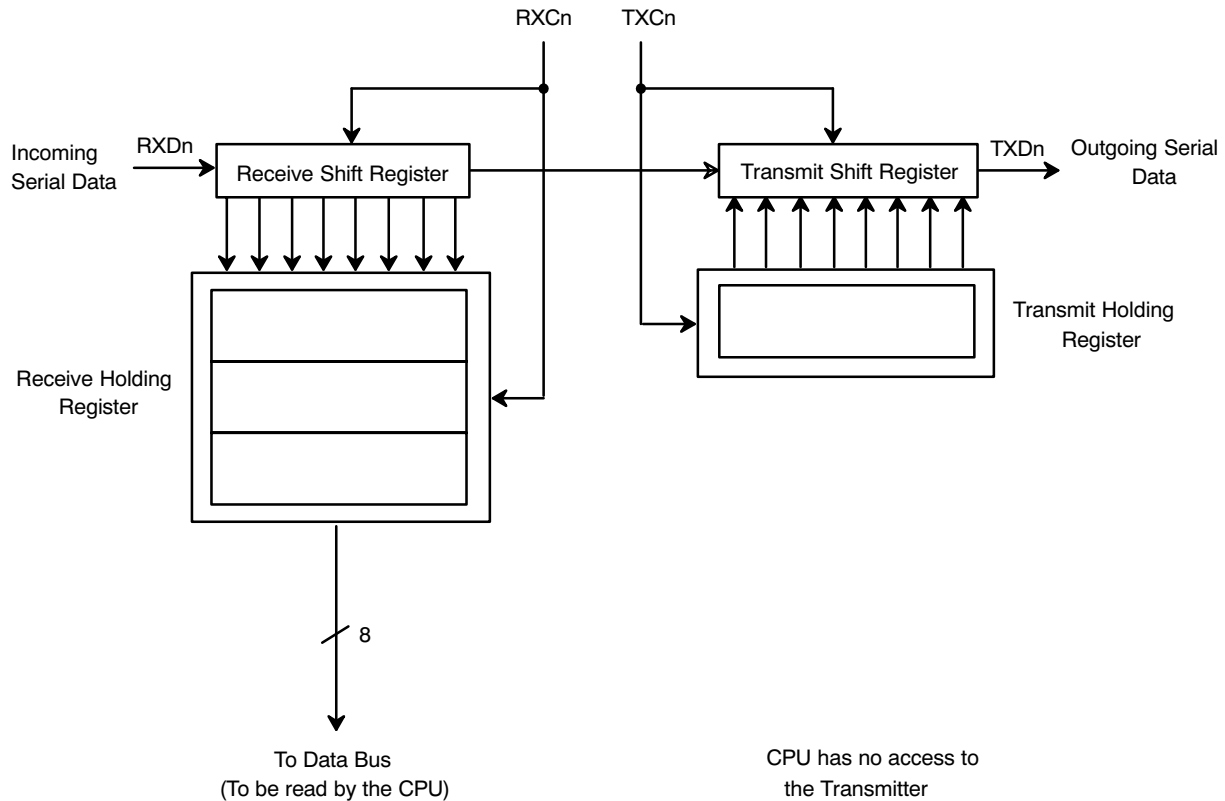 RXCn
TXCn
Incoming
Serial Data
RXDn
Receive Shift Register
Transmit Shift Register
TXDn
Outgoing Serial
Data
Receive Holding
Register
Transmit Holding
Register
8
To Data Bus
(To be read by the CPU)
CPU has no access to
the Transmitter